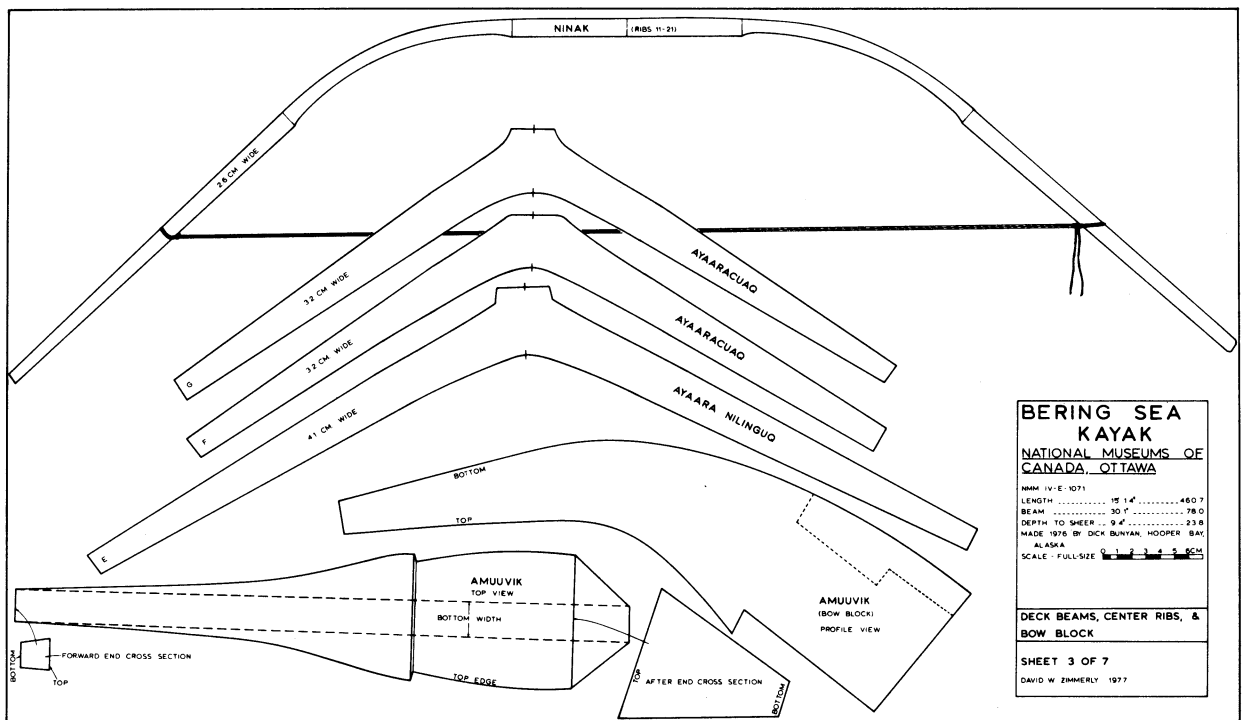 NINAK (RIBS 11-21)
2.6 CM WIDE
3.2 CM WIDE
AYAARACUAQ
G
3.2 CM WIDE
AYAARACUAQ
F
4.1 CM WIDE
AYAARA NILINGUQ
E
BOTTOM
TOP
AMUUVIK
(BOW BLOCK)
PROFILE VIEW
AMUUVIK
TOP VIEW
BOTTOM WIDTH
TOP EDGE
BOTTOM
FORWARD END CROSS SECTION
TOP
TOP
AFTER END CROSS SECTION
BOTTOM
BERING SEA
KAYAK
NATIONAL MUSEUMS OF
CANADA, OTTAWA
NMM IV-E-1071
LENGTH 15' 1.4" 460.7
BEAM 30.1" 78.0
DEPTH TO SHEER 9.4" 23.8
MADE 1976 BY DICK BUNYAN, HOOPER BAY,
ALASKA
SCALE - FULL-SIZE 0 1 2 3 4 5 6CM
DECK BEAMS, CENTER RIBS, &
BOW BLOCK
SHEET 3 OF 7
DAVID W ZIMMERLY 1977